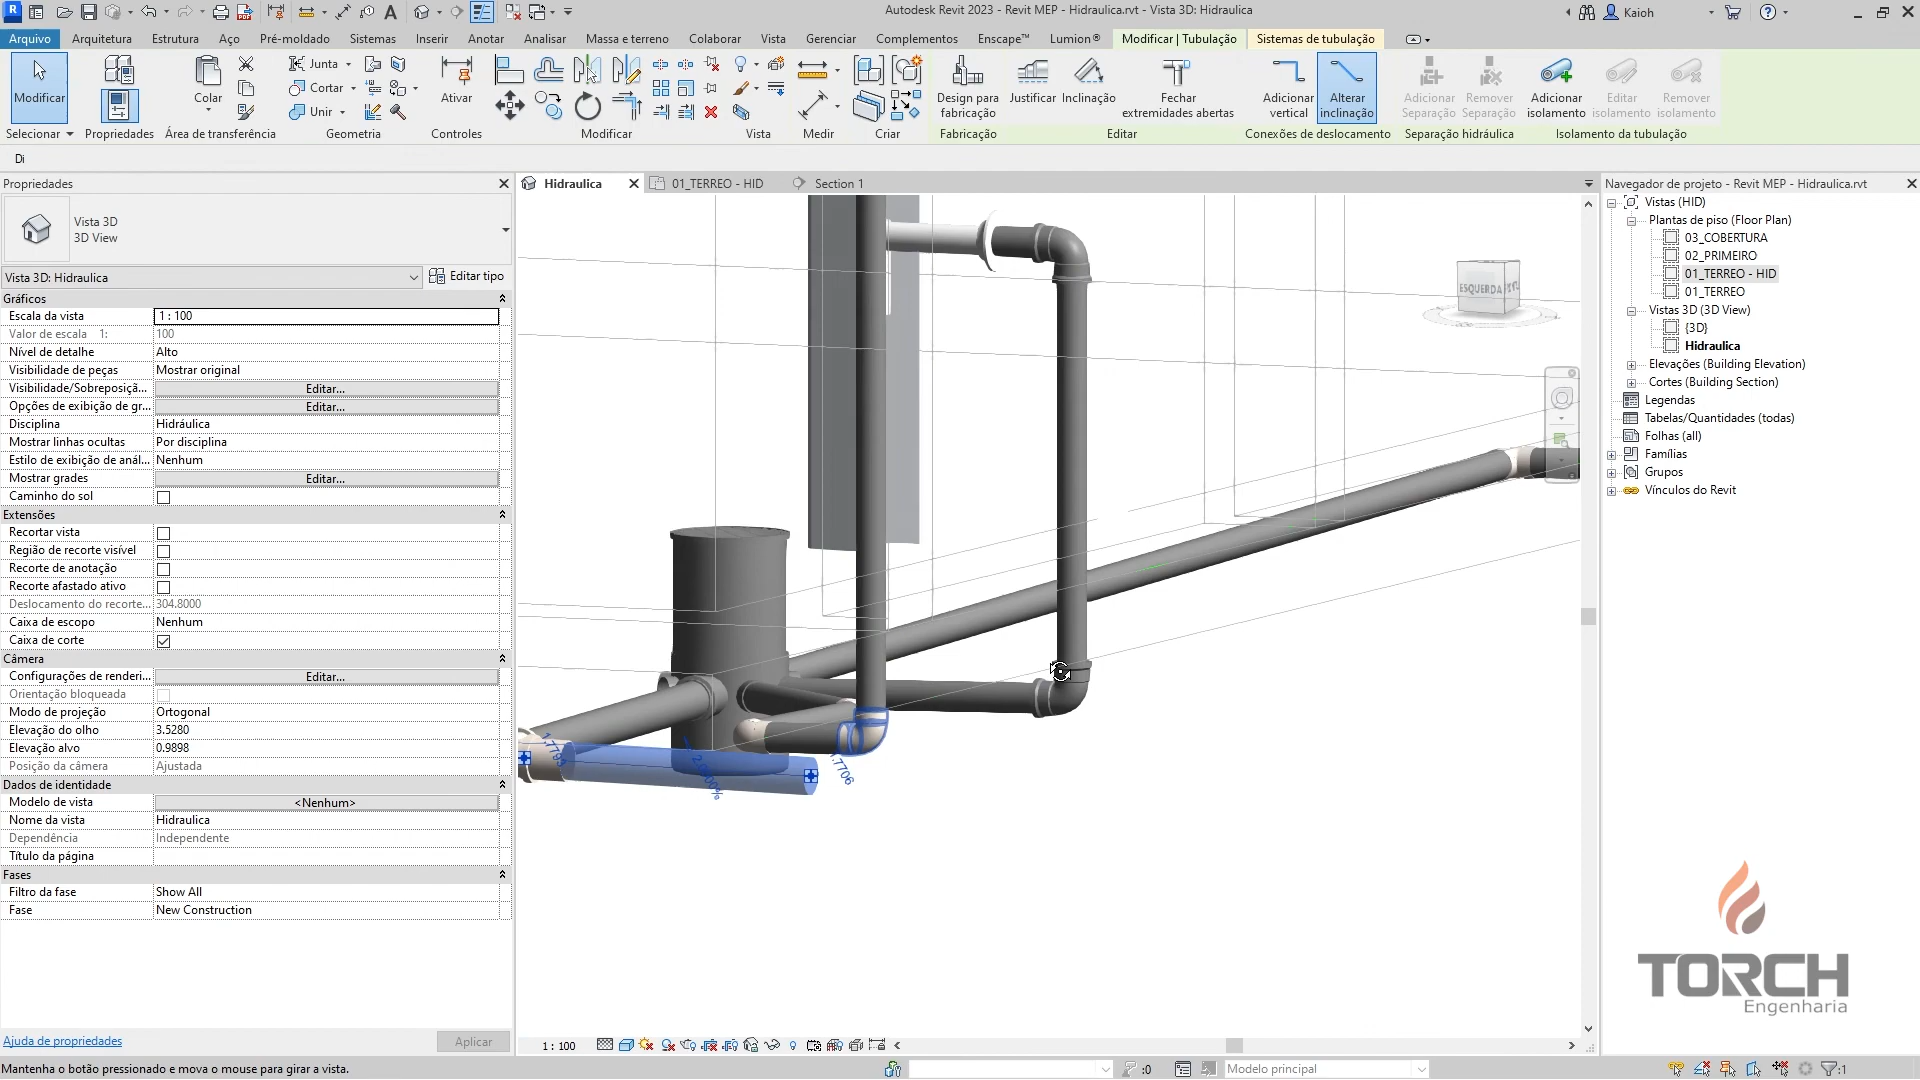 Autodesk Revit 2023 - Revit MEP - Hidraulica.rvt - Vista 3D: Hidraulica
Kaioh
Arquivo Arquitetura Estrutura Aço Pré-moldado Sistemas Inserir Anotar Analisar Massa e terreno Colaborar Vista Gerenciar Complementos Enscape™ Lumion® Modificar | Tubulação Sistemas de tubulação
Modificar
Colar
Junta
Cortar
Unir
Ativar
Design para fabricação
Justificar
Inclinação
Fechar extremidades abertas
Adicionar vertical
Alterar inclinação
Adicionar Separação
Remover Separação
Adicionar isolamento
Editar isolamento
Remover isolamento
Selecionar Propriedades Área de transferência Geometria Controles Modificar Vista Medir Criar Fabricação Editar Conexões de deslocamento Separação hidráulica Isolamento da tubulação
Di
Propriedades
Vista 3D
3D View
Vista 3D: Hidraulica Editar tipo
Gráficos
Escala da vista 1 : 100
Valor de escala 1: 100
Nível de detalhe Alto
Visibilidade de peças Mostrar original
Visibilidade/Sobreposiçã... Editar...
Opções de exibição de gr... Editar...
Disciplina Hidráulica
Mostrar linhas ocultas Por disciplina
Estilo de exibição de anál... Nenhum
Mostrar grades Editar...
Caminho do sol
Extensões
Recortar vista
Região de recorte visível
Recorte de anotação
Recorte afastado ativo
Deslocamento do recorte... 304.8000
Caixa de escopo Nenhum
Caixa de corte
Câmera
Configurações de renderi... Editar...
Orientação bloqueada
Modo de projeção Ortogonal
Elevação do olho 3.5280
Elevação alvo 0.9898
Posição da câmera Ajustada
Dados de identidade
Modelo de vista <Nenhum>
Nome da vista Hidraulica
Dependência Independente
Título da página
Fases
Filtro da fase Show All
Fase New Construction
Ajuda de propriedades Aplicar
Hidraulica 01_TERREO - HID Section 1
ESQUERDA
1.7793
1.7706
1 : 100
Navegador de projeto - Revit MEP - Hidraulica.rvt
Vistas (HID)
Plantas de piso (Floor Plan)
03_COBERTURA
02_PRIMEIRO
01_TERREO - HID
01_TERREO
Vistas 3D (3D View)
{3D}
Hidraulica
Elevações (Building Elevation)
Cortes (Building Section)
Legendas
Tabelas/Quantidades (todas)
Folhas (all)
Famílias
Grupos
Vínculos do Revit
TORCH
Engenharia
Mantenha o botão pressionado e mova o mouse para girar a vista.
:0
Modelo principal
:1